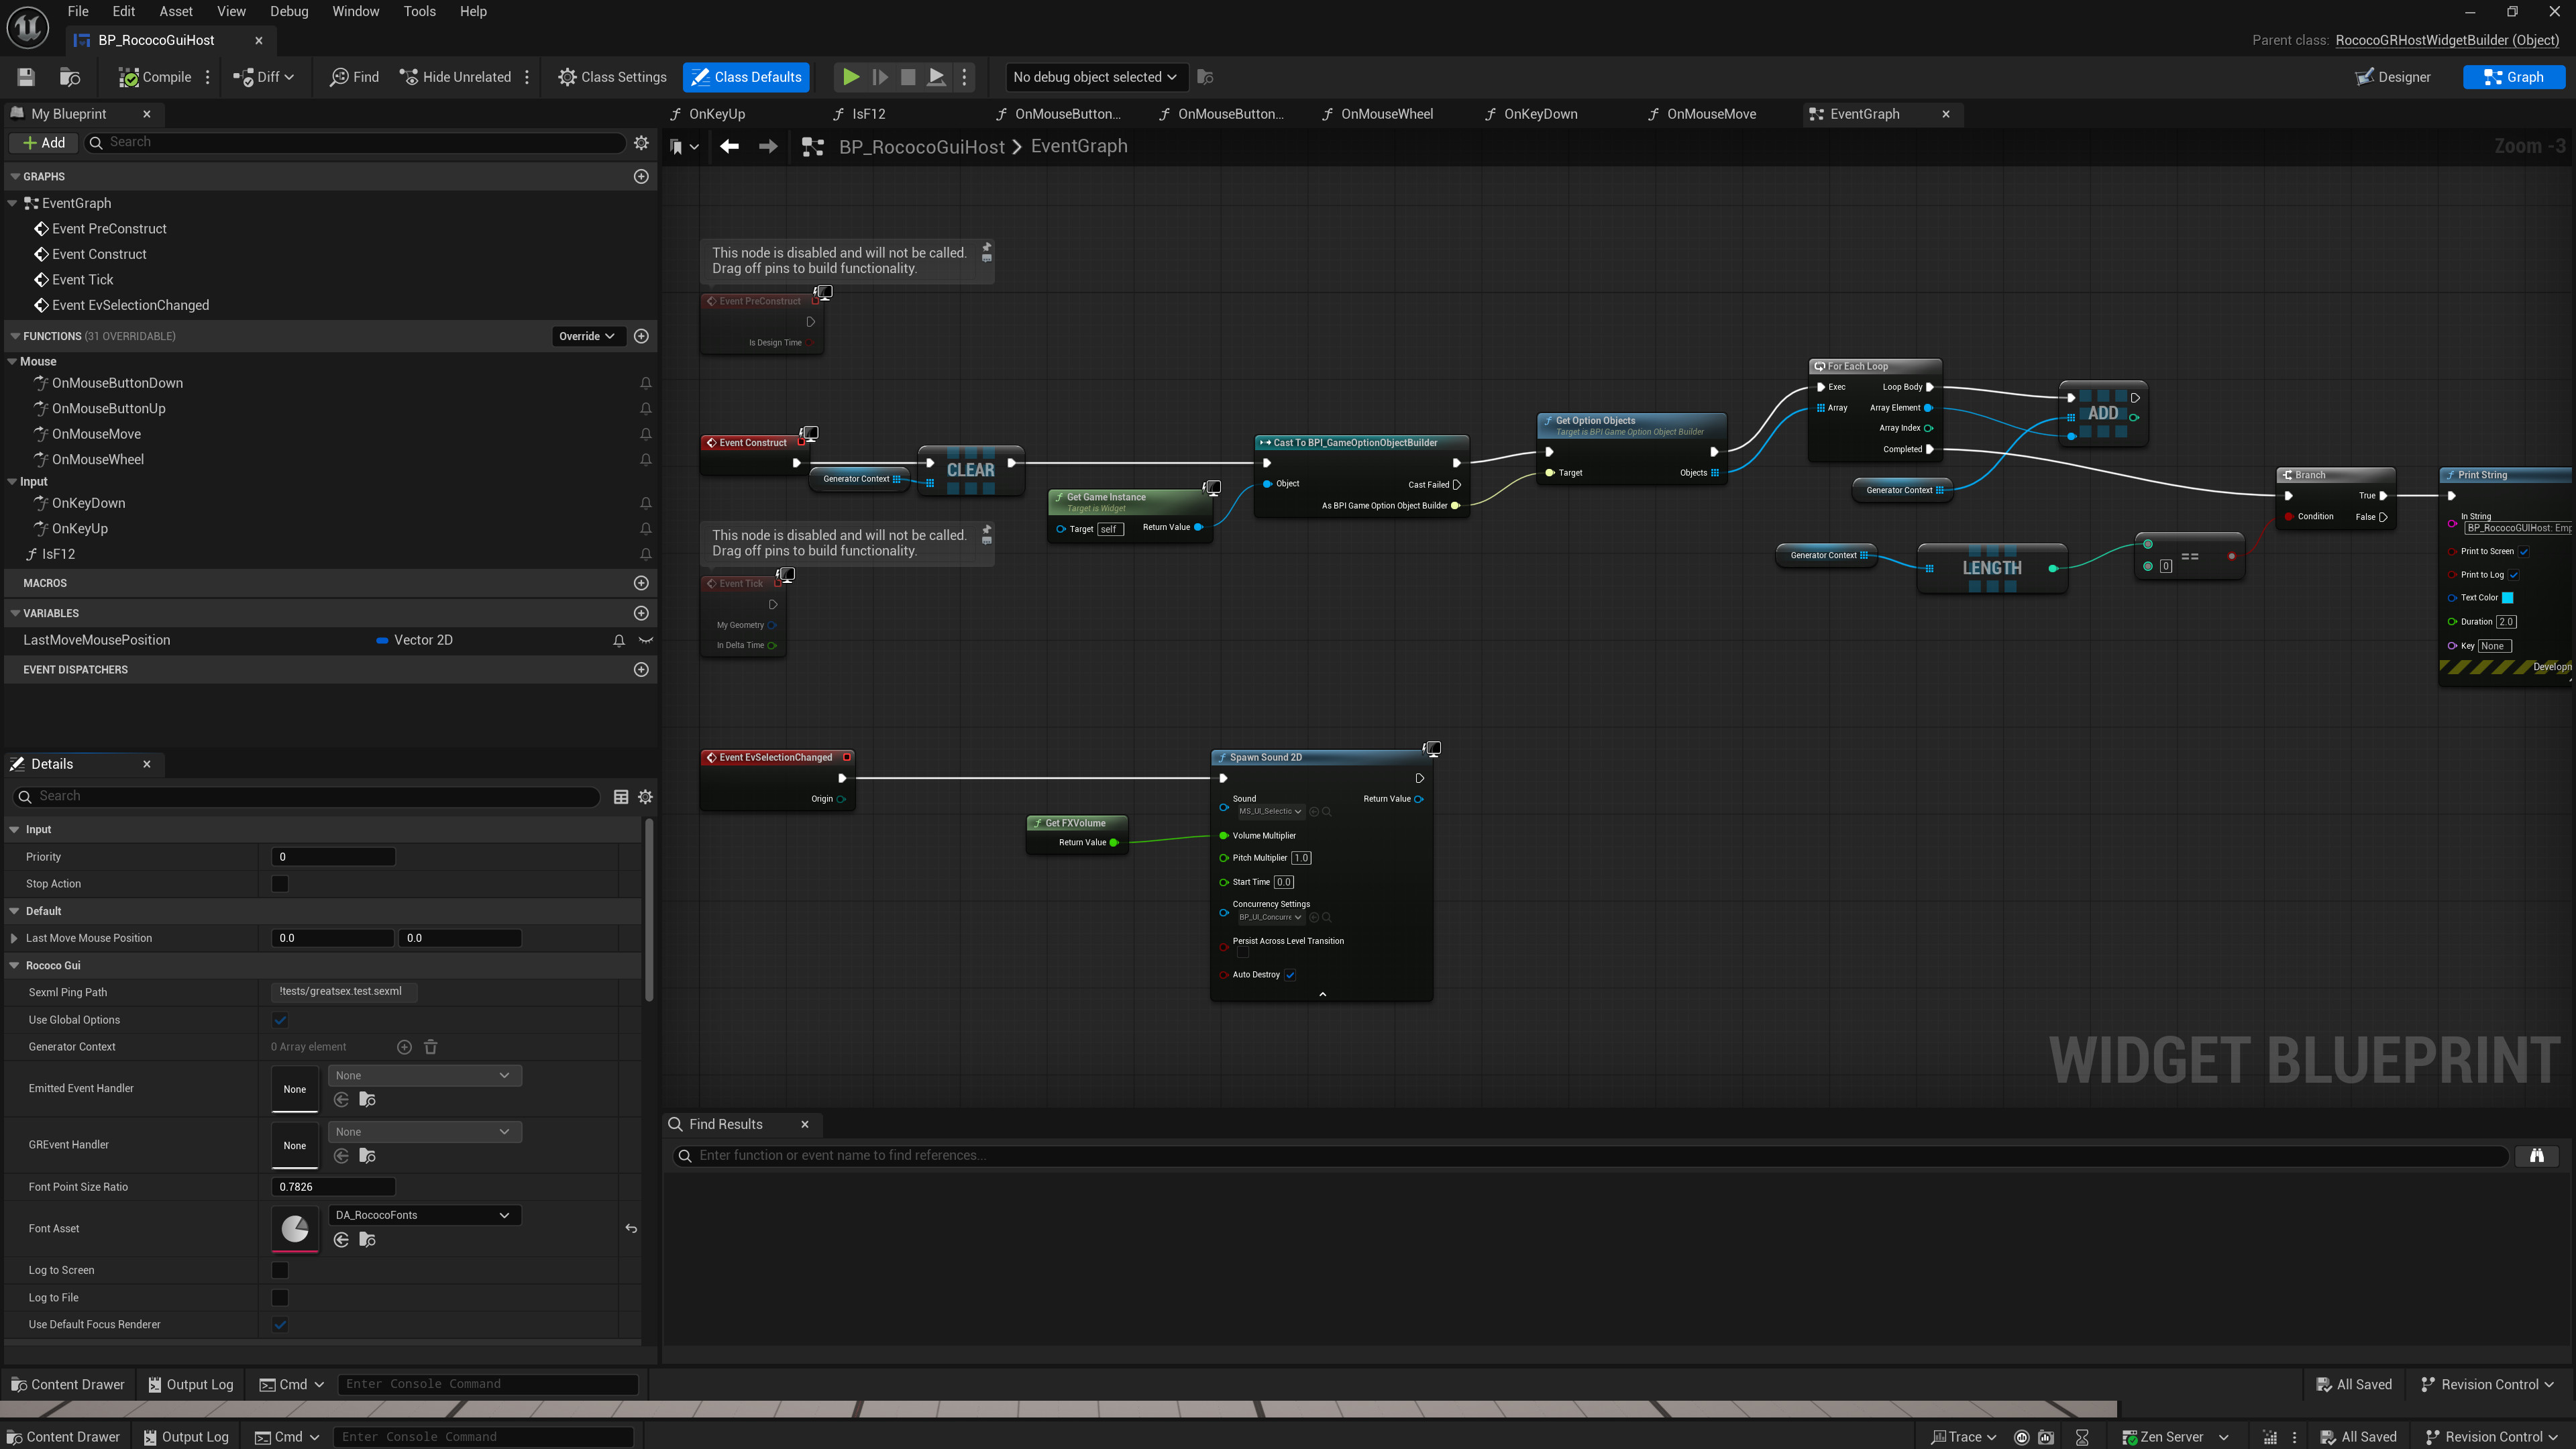 File Edit Asset View Debug Window Tools Help
BP_RococoGuiHost
Parent class: RococoGRHostWidgetBuilder (Object)
Compile Diff Find Hide Unrelated Class Settings Class Defaults No debug object selected Designer Graph
My Blueprint
Add Search
GRAPHS
EventGraph
Event PreConstruct
Event Construct
Event Tick
Event EvSelectionChanged
FUNCTIONS (31 OVERRIDABLE) Override
Mouse
OnMouseButtonDown
OnMouseButtonUp
OnMouseMove
OnMouseWheel
Input
OnKeyDown
OnKeyUp
IsF12
MACROS
VARIABLES
LastMoveMousePosition Vector 2D
EVENT DISPATCHERS
Details
Search
Input
Priority 0
Stop Action
Default
Last Move Mouse Position 0.0 0.0
Rococo Gui
Sexml Ping Path !tests/greatsex.test.sexml
Use Global Options
Generator Context 0 Array element
Emitted Event Handler None None
GREvent Handler None None
Font Point Size Ratio 0.7826
Font Asset DA_RococoFonts
Log to Screen
Log to File
Use Default Focus Renderer
OnKeyUp IsF12 OnMouseButton... OnMouseButton... OnMouseWheel OnKeyDown OnMouseMove EventGraph
BP_RococoGuiHost > EventGraph
Zoom -3
This node is disabled and will not be called.
Drag off pins to build functionality.
Event PreConstruct
Is Design Time
Event Construct
Generator Context
CLEAR
Get Game Instance
Target is Widget
Target self Return Value
Cast To BPI_GameOptionObjectBuilder
Object
Cast Failed
As BPI Game Option Object Builder
Get Option Objects
Target is BPI Game Option Object Builder
Target Objects
For Each Loop
Exec Loop Body
Array Array Element
Array Index
Completed
ADD
Generator Context
Generator Context
LENGTH
0 ==
Branch
True
Condition False
Print String
In String
BP_RococoGUIHost: Emp
Print to Screen
Print to Log
Text Color
Duration 2.0
Key None
Developm
This node is disabled and will not be called.
Drag off pins to build functionality.
Event Tick
My Geometry
In Delta Time
Event EvSelectionChanged
Origin
Get FXVolume
Return Value
Spawn Sound 2D
Sound Return Value
MS_UI_Selectic
Volume Multiplier
Pitch Multiplier 1.0
Start Time 0.0
Concurrency Settings
BP_UI_Concurre
Persist Across Level Transition
Auto Destroy
WIDGET BLUEPRINT
Find Results
Enter function or event name to find references...
Content Drawer Output Log Cmd Enter Console Command All Saved Revision Control
Content Drawer Output Log Cmd Enter Console Command Trace Zen Server All Saved Revision Control